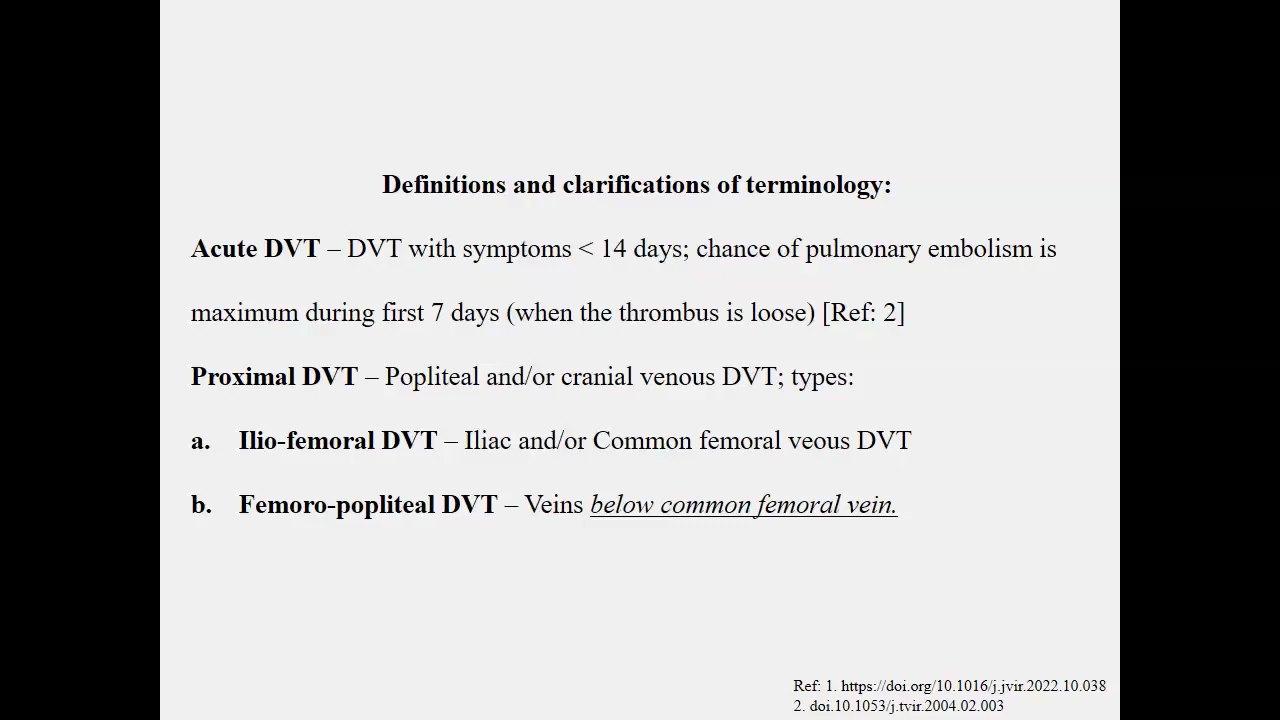 Definitions and clarifications of terminology:
Acute DVT – DVT with symptoms < 14 days; chance of pulmonary embolism is
maximum during first 7 days (when the thrombus is loose) [Ref: 2]
Proximal DVT – Popliteal and/or cranial venous DVT; types:
a. Ilio-femoral DVT – Iliac and/or Common femoral veous DVT
b. Femoro-popliteal DVT – Veins below common femoral vein.
Ref: 1. https://doi.org/10.1016/j.jvir.2022.10.038
2. doi.10.1053/j.tvir.2004.02.003